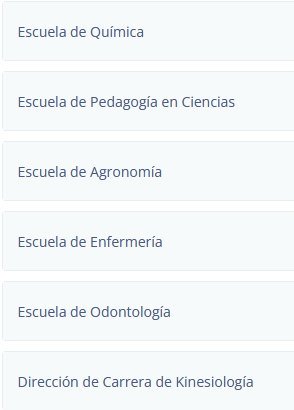 Escuela de Química
Escuela de Pedagogía en Ciencias
Escuela de Agronomía
Escuela de Enfermería
Escuela de Odontología
Dirección de Carrera de Kinesiología